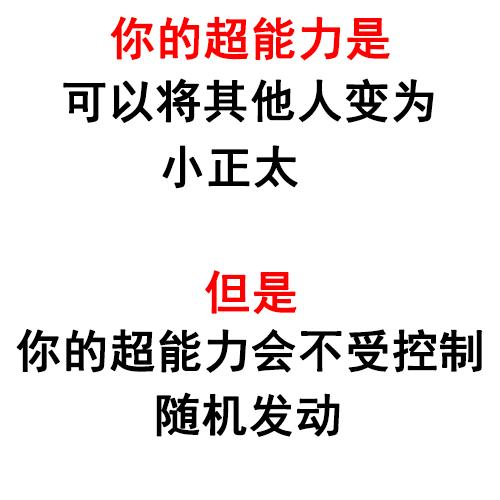 你的超能力是
可以将其他人变为
小正太
但是
你的超能力会不受控制
随机发动